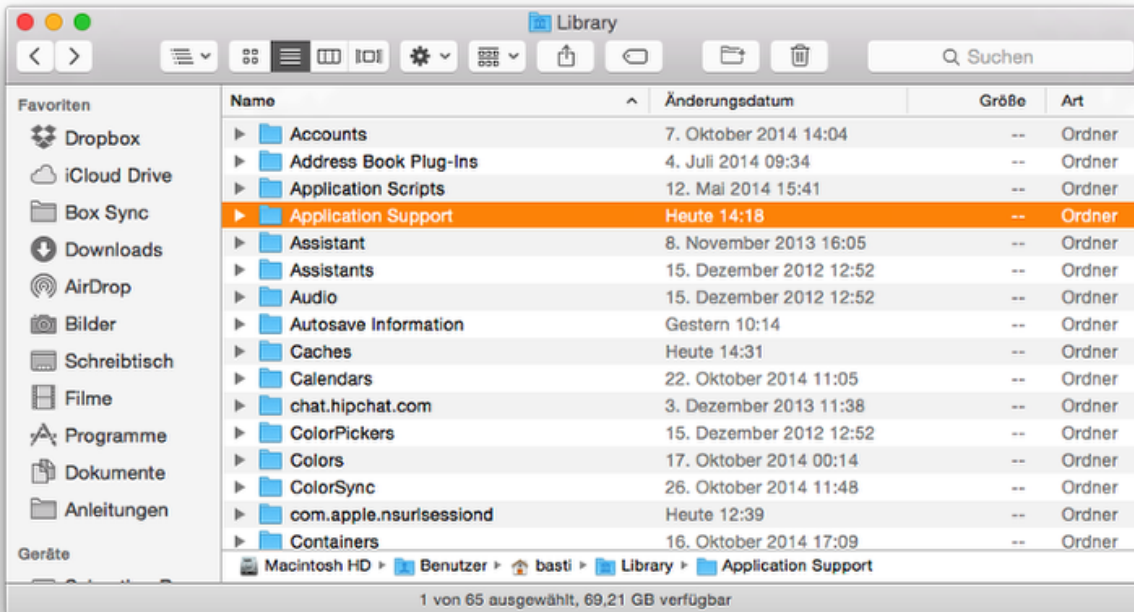 Library
Suchen
Favoriten
Dropbox
iCloud Drive
Box Sync
Downloads
AirDrop
Bilder
Schreibtisch
Filme
Programme
Dokumente
Anleitungen
Geräte
Name Änderungsdatum Größe Art
Accounts 7. Oktober 2014 14:04 -- Ordner
Address Book Plug-Ins 4. Juli 2014 09:34 -- Ordner
Application Scripts 12. Mai 2014 15:41 -- Ordner
Application Support Heute 14:18 -- Ordner
Assistant 8. November 2013 16:05 -- Ordner
Assistants 15. Dezember 2012 12:52 -- Ordner
Audio 15. Dezember 2012 12:52 -- Ordner
Autosave Information Gestern 10:14 -- Ordner
Caches Heute 14:31 -- Ordner
Calendars 22. Oktober 2014 11:05 -- Ordner
chat.hipchat.com 3. Dezember 2013 11:38 -- Ordner
ColorPickers 15. Dezember 2012 12:52 -- Ordner
Colors 17. Oktober 2014 00:14 -- Ordner
ColorSync 26. Oktober 2014 11:48 -- Ordner
com.apple.nsurlsessiond Heute 12:39 -- Ordner
Containers 16. Oktober 2014 17:09 -- Ordner
Macintosh HD ▸ Benutzer ▸ basti ▸ Library ▸ Application Support
1 von 65 ausgewählt, 69,21 GB verfügbar